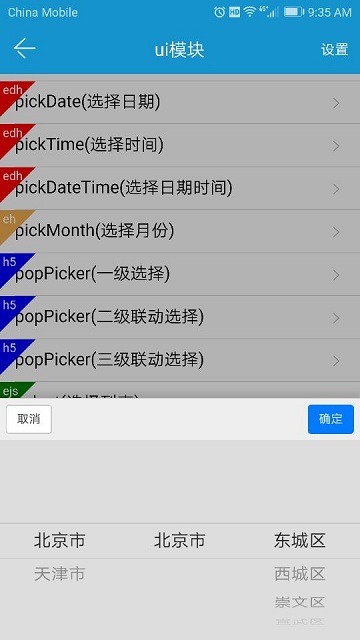 China Mobile HD 4G 9:35 AM
ui模块 设置
edh
pickDate(选择日期)
edh
pickTime(选择时间)
edh
pickDateTime(选择日期时间)
eh
pickMonth(选择月份)
h5
popPicker(一级选择)
h5
popPicker(二级联动选择)
h5
popPicker(三级联动选择)
ejs
取消 确定
北京市 北京市 东城区
天津市 西城区
崇文区